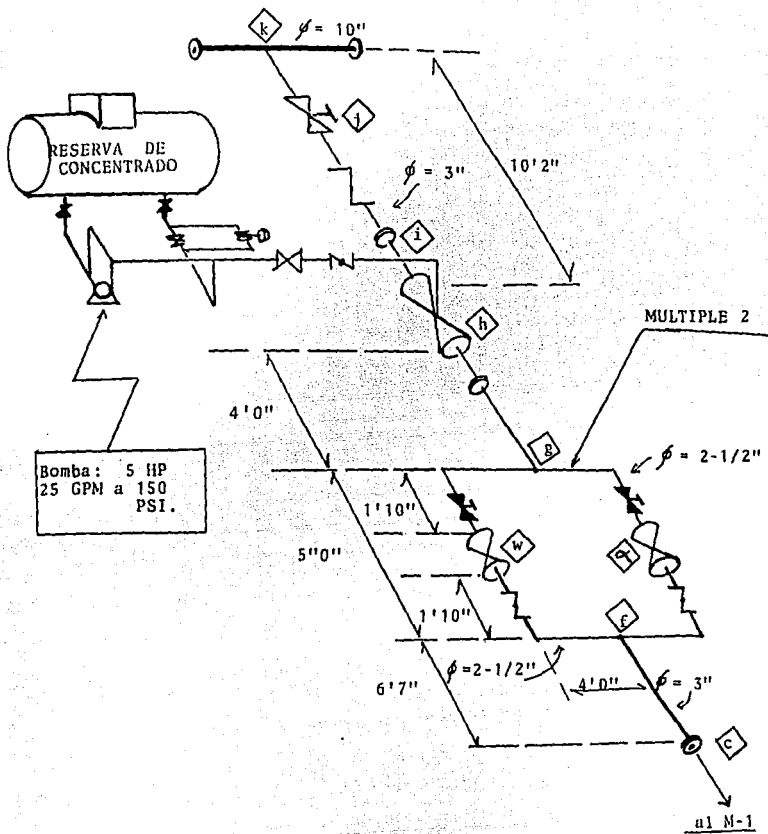 k
ϕ = 10"
RESERVA DE
CONCENTRADO
j
10'2"
ϕ = 3"
i
h
MULTIPLE 2
4'0"
g
ϕ = 2-1/2"
Bomba: 5 HP
25 GPM a 150
PSI.
1'10"
5"0"
w
q
1'10"
f
ϕ=2-1/2"
4'0"
ϕ= 3"
6'7"
c
al M-1